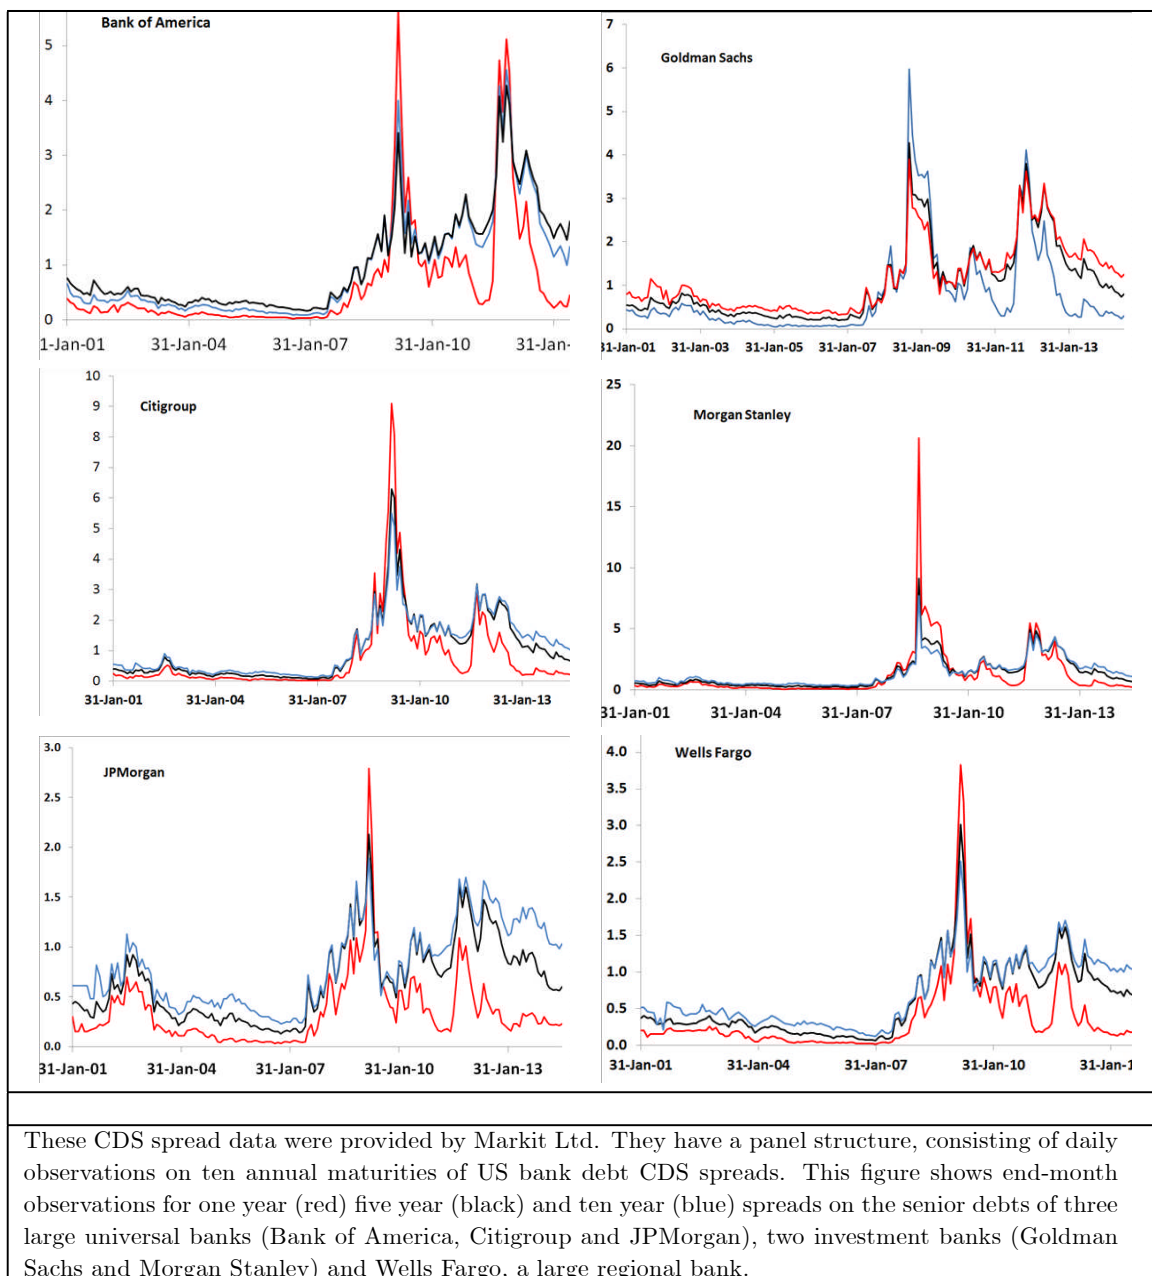 Bank of America
5
4
3
2
1
0
1-Jan-01 31-Jan-04 31-Jan-07 31-Jan-10 31-Jan-
Goldman Sachs
7
6
5
4
3
2
1
0
31-Jan-01 31-Jan-03 31-Jan-05 31-Jan-07 31-Jan-09 31-Jan-11 31-Jan-13
Citigroup
10
9
8
7
6
5
4
3
2
1
0
31-Jan-01 31-Jan-04 31-Jan-07 31-Jan-10 31-Jan-13
Morgan Stanley
25
20
15
10
5
0
31-Jan-01 31-Jan-04 31-Jan-07 31-Jan-10 31-Jan-13
JPMorgan
3.0
2.5
2.0
1.5
1.0
0.5
0.0
31-Jan-01 31-Jan-04 31-Jan-07 31-Jan-10 31-Jan-13
Wells Fargo
4.0
3.5
3.0
2.5
2.0
1.5
1.0
0.5
0.0
31-Jan-01 31-Jan-04 31-Jan-07 31-Jan-10 31-Jan-1
These CDS spread data were provided by Markit Ltd. They have a panel structure, consisting of daily
observations on ten annual maturities of US bank debt CDS spreads. This figure shows end-month
observations for one year (red) five year (black) and ten year (blue) spreads on the senior debts of three
large universal banks (Bank of America, Citigroup and JPMorgan), two investment banks (Goldman
Sachs and Morgan Stanley) and Wells Fargo, a large regional bank.